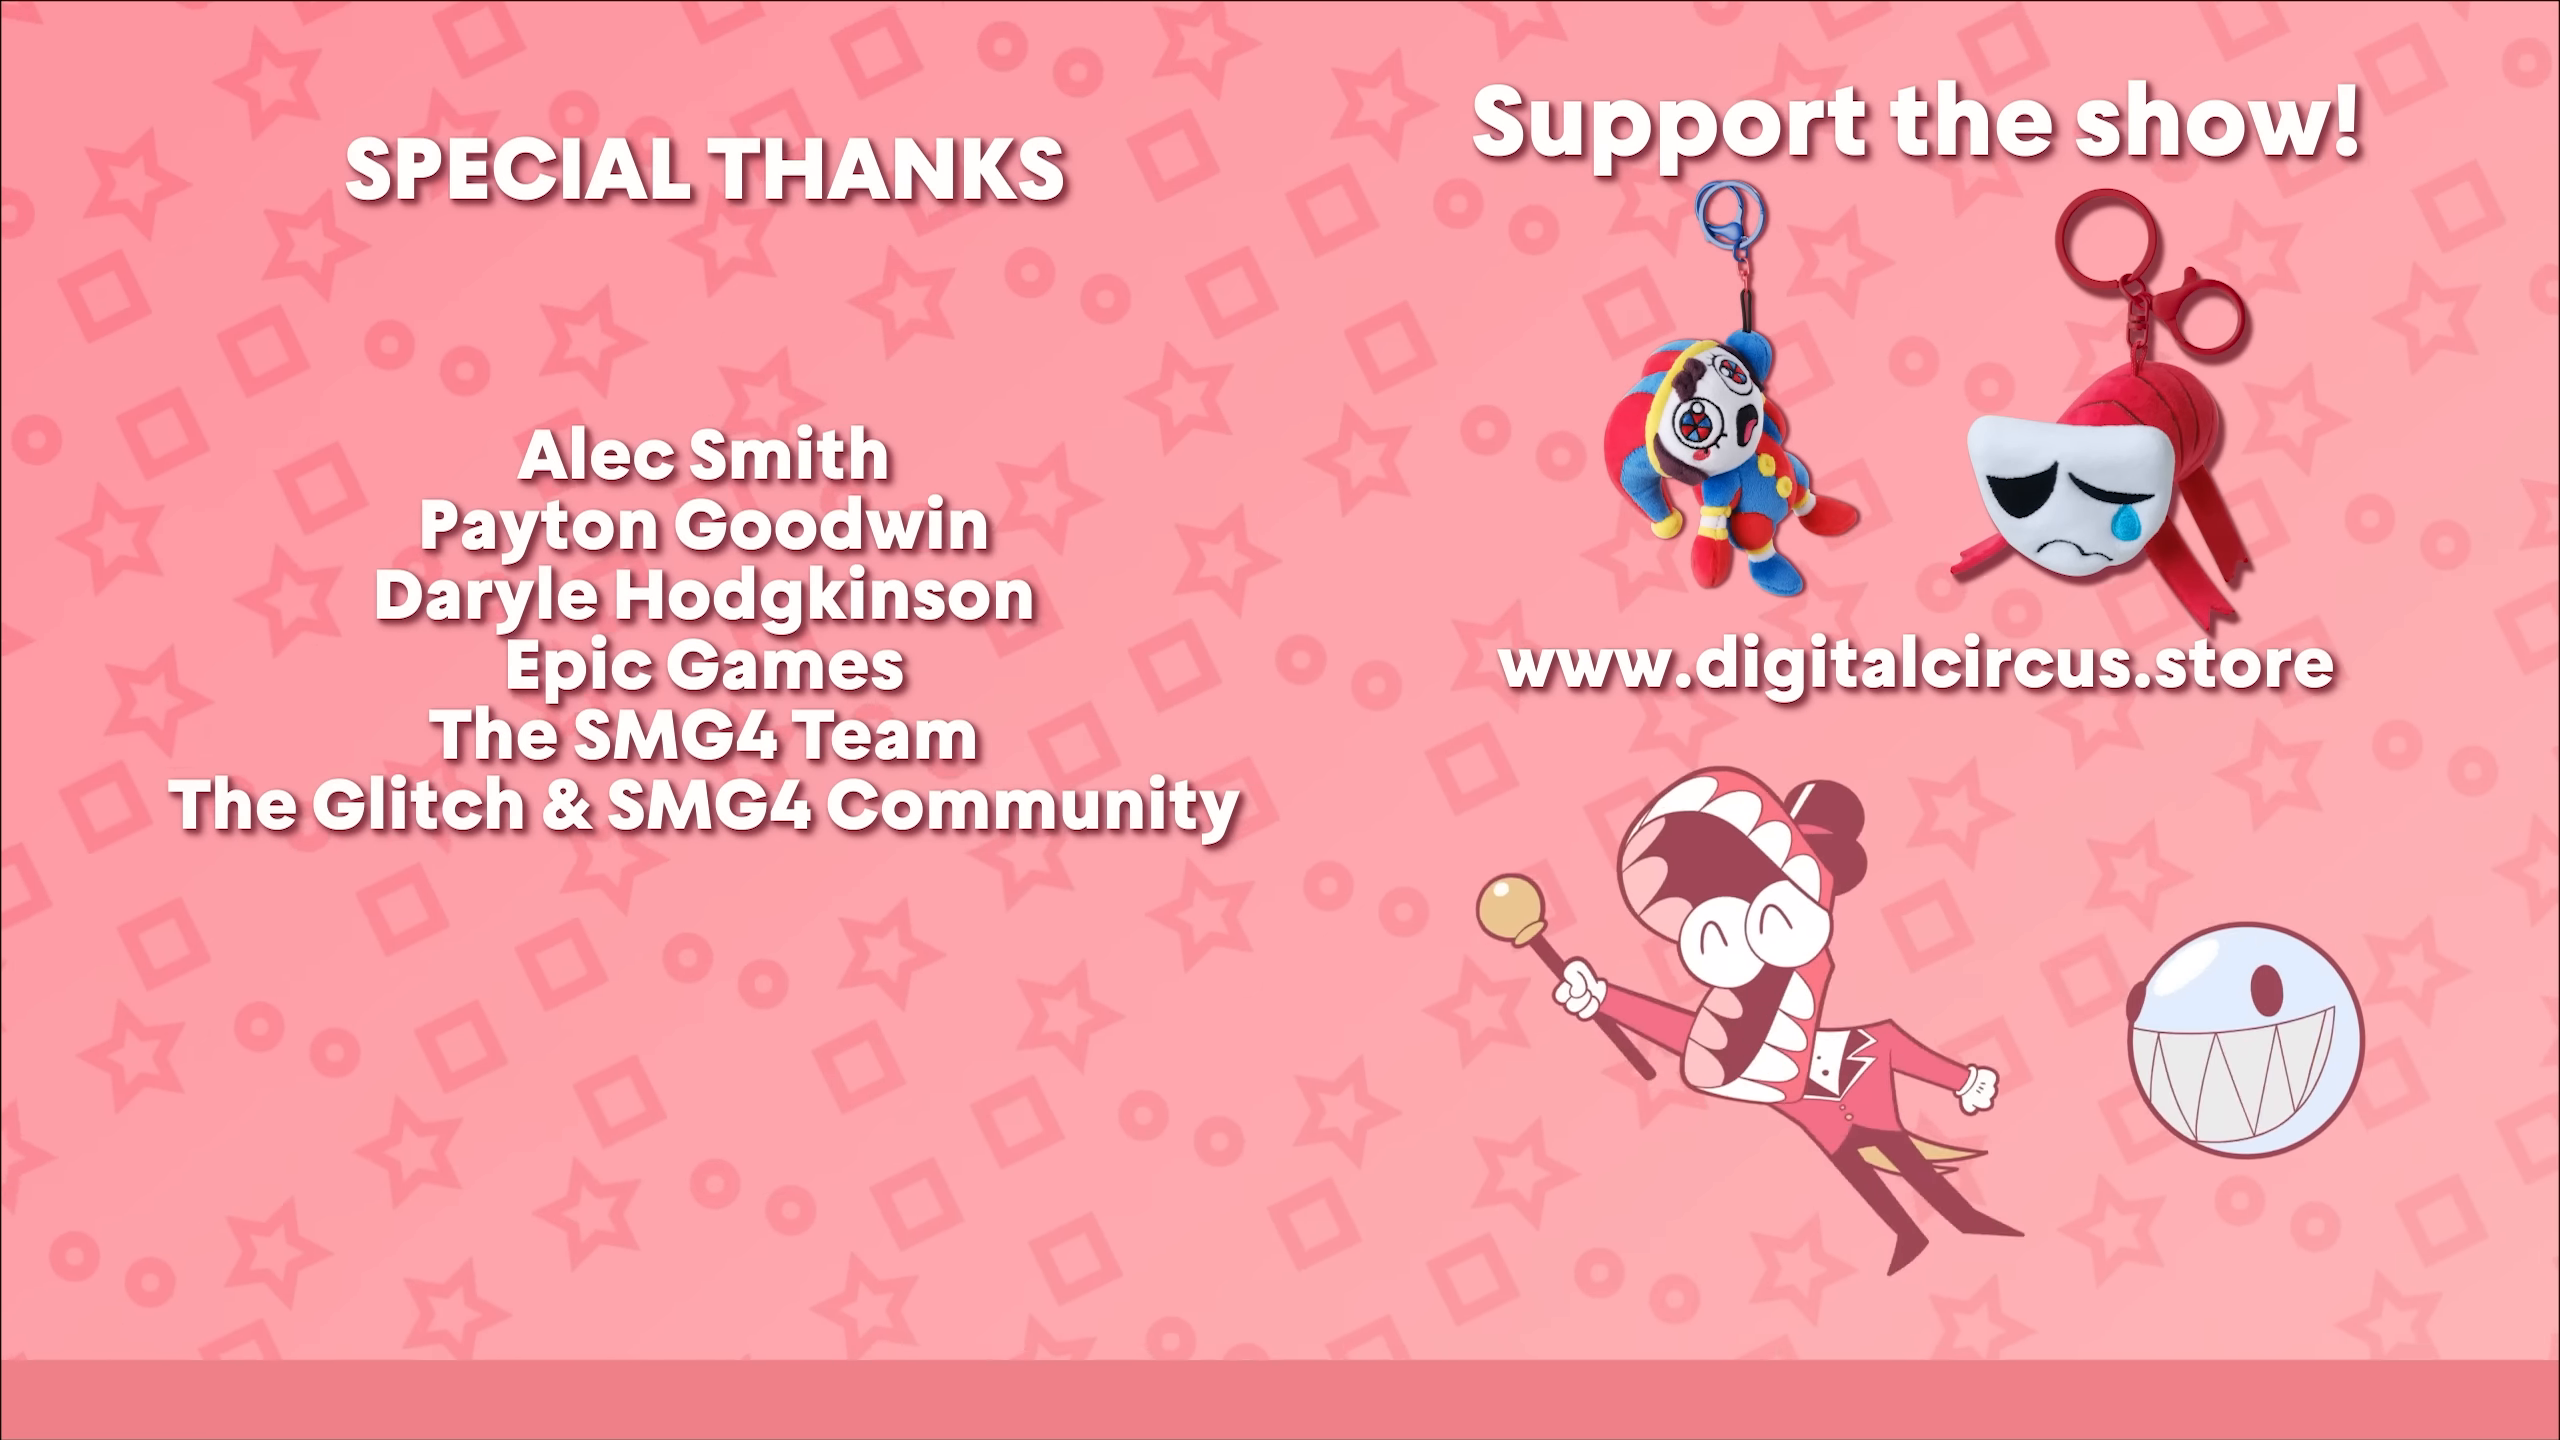 SPECIAL THANKS
Alec Smith
Payton Goodwin
Daryle Hodgkinson
Epic Games
The SMG4 Team
The Glitch & SMG4 Community
Support the show!
www.digitalcircus.store